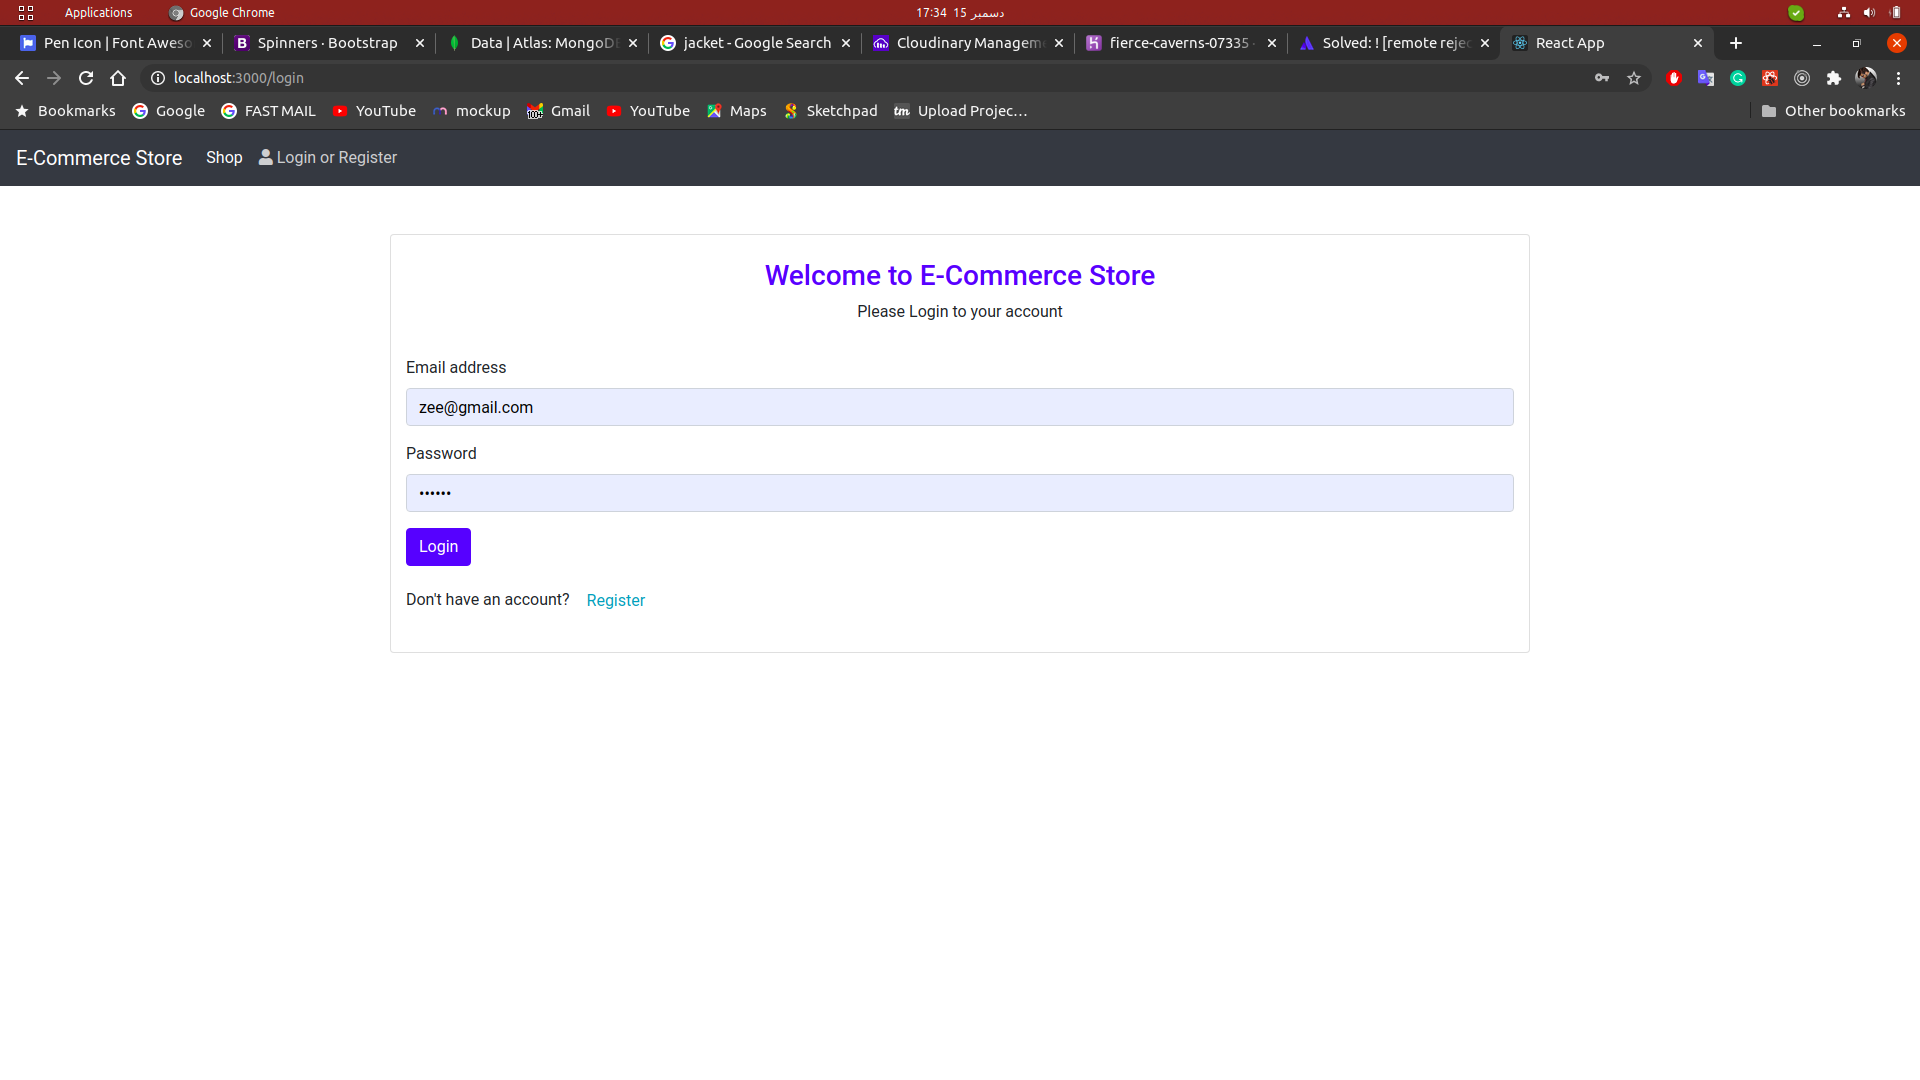 Applications Google Chrome 17:34 15 دسمبر
Pen Icon | Font Aweso Spinners · Bootstrap Data | Atlas: MongoDB jacket - Google Search Cloudinary Managem fierce-caverns-07335 · Solved: ! [remote rejec React App
localhost:3000/login
Bookmarks Google FAST MAIL YouTube mockup 100+ Gmail YouTube Maps Sketchpad tm Upload Projec… Other bookmarks
E-Commerce Store Shop Login or Register
Welcome to E-Commerce Store
Please Login to your account
Email address
zee@gmail.com
Password
••••••
Login
Don't have an account? Register